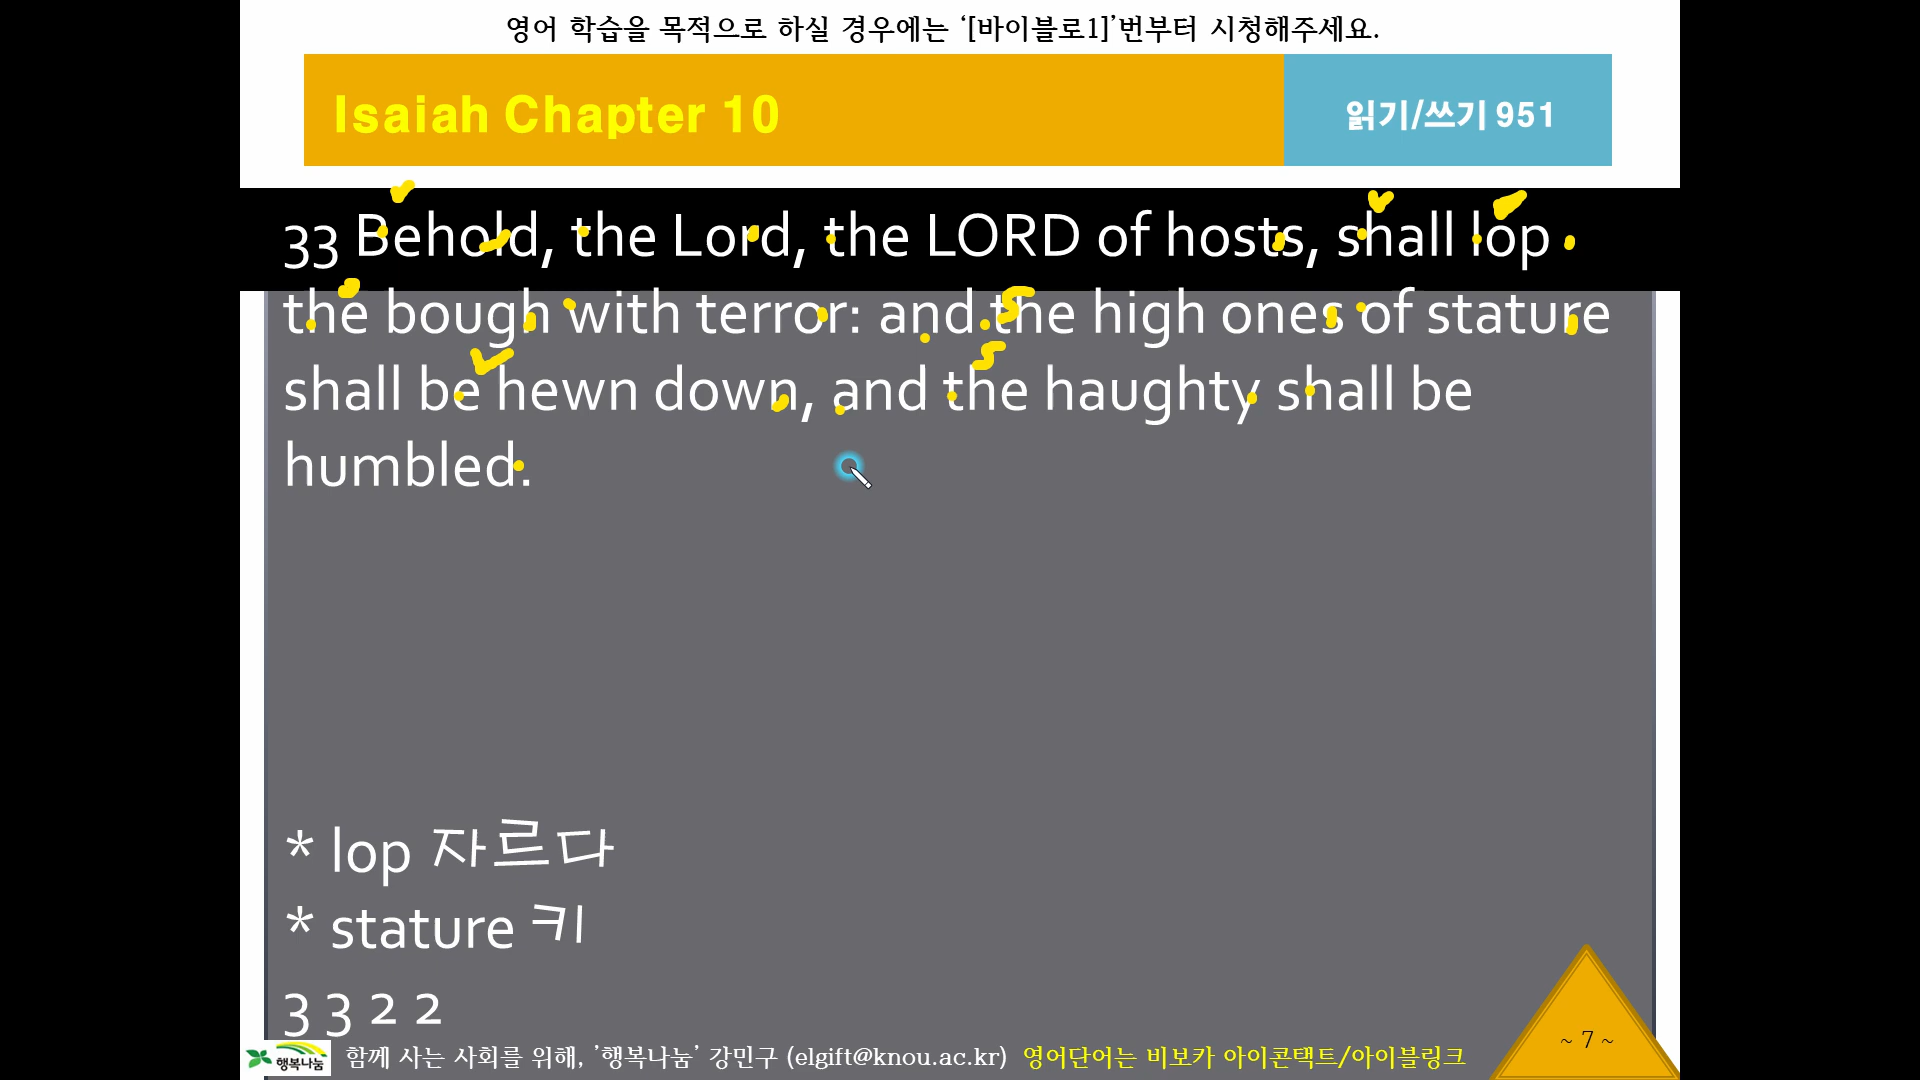 영어 학습을 목적으로 하실 경우에는 ‘[바이블로1]’번부터 시청해주세요.
Isaiah Chapter 10
읽기/쓰기 951
33 Behold, the Lord, the LORD of hosts, shall lop
the bough with terror: and the high ones of stature
shall be hewn down, and the haughty shall be
humbled.
* lop 자르다
* stature 키
3 3 2 2
행복나눔 함께 사는 사회를 위해, ’행복나눔’ 강민구 (elgift@knou.ac.kr) 영어단어는 비보카 아이콘택트/아이블링크
~ 7 ~